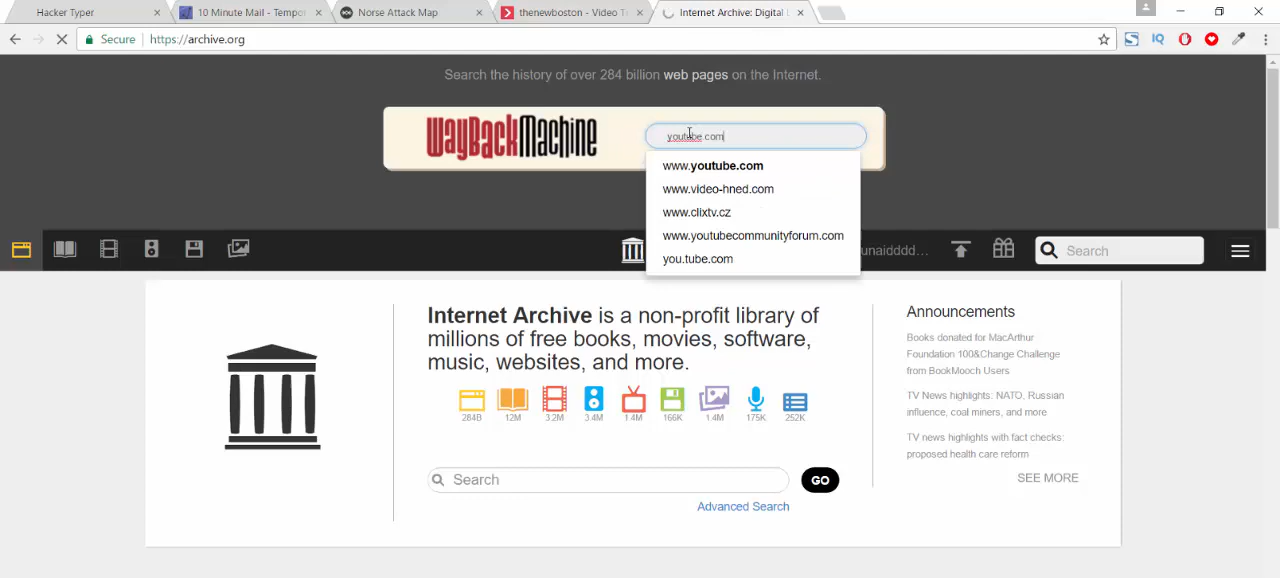 Hacker Typer
10 Minute Mail - Tempor
Norse Attack Map
thenewboston - Video T
Internet Archive: Digital L
Secure
https://archive.org
Search the history of over 284 billion web pages on the Internet.
WayBackMachine
youtube.com
www.youtube.com
www.video-hned.com
www.clixtv.cz
www.youtubecommunityforum.com
you.tube.com
unaidddd...
Search
Internet Archive is a non-profit library of
millions of free books, movies, software,
music, websites, and more.
284B 12M 3.2M 3.4M 1.4M 166K 1.4M 175K 252K
Search
GO
Advanced Search
Announcements
Books donated for MacArthur
Foundation 100&Change Challenge
from BookMooch Users
TV News highlights: NATO, Russian
influence, coal miners, and more
TV news highlights with fact checks:
proposed health care reform
SEE MORE